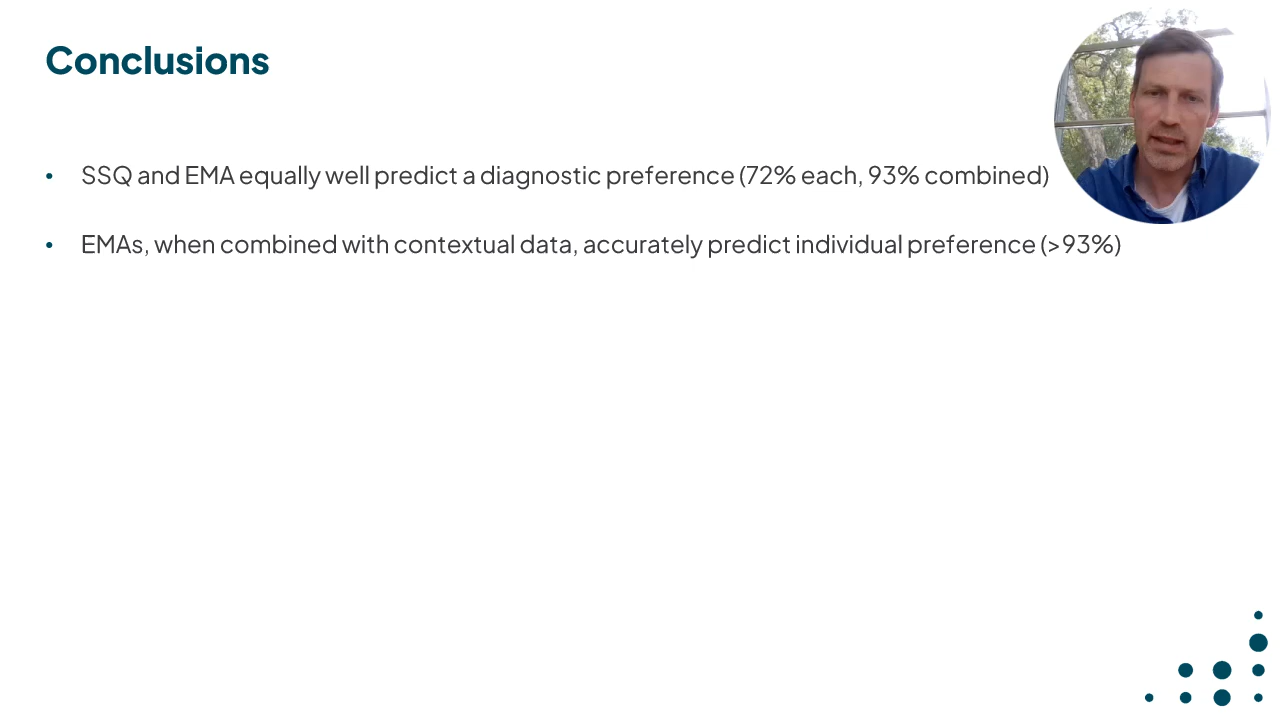 Conclusions
• SSQ and EMA equally well predict a diagnostic preference (72% each, 93% combined)
• EMAs, when combined with contextual data, accurately predict individual preference (>93%)